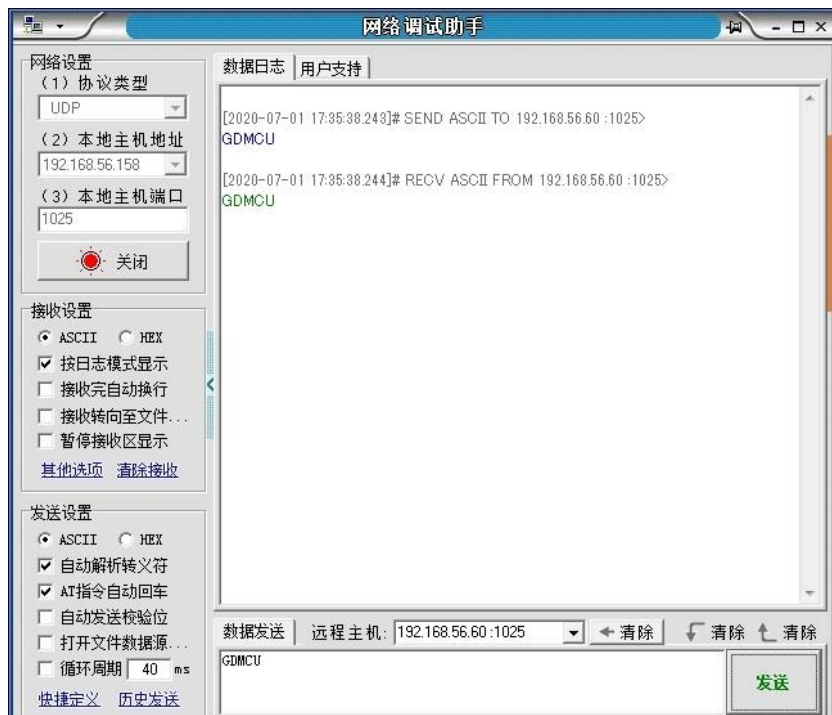 网络调试助手
网络设置
(1) 协议类型
UDP
(2) 本地主机地址
192.168.56.158
(3) 本地主机端口
1025
关闭
接收设置
ASCII HEX
按日志模式显示
接收完自动换行
接收转向至文件...
暂停接收区显示
其他选项 清除接收
发送设置
ASCII HEX
自动解析转义符
AT指令自动回车
自动发送校验位
打开文件数据源...
循环周期 40 ms
快捷定义 历史发送
数据日志 用户支持
[2020-07-01 17:35:38.243]# SEND ASCII TO 192.168.56.60 :1025>
GDMCU
[2020-07-01 17:35:38.244]# RECV ASCII FROM 192.168.56.60 :1025>
GDMCU
数据发送 远程主机: 192.168.56.60 :1025 清除 清除 清除
GDMCU
发送